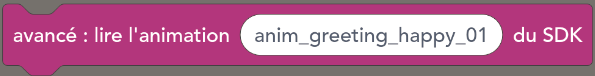 avancé : lire l'animation anim_greeting_happy_01 du SDK